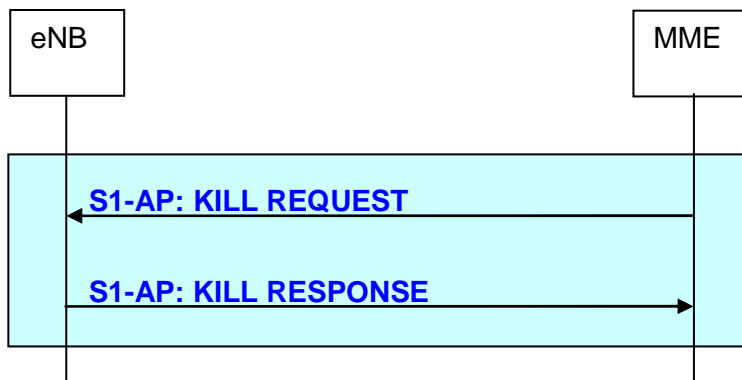 eNB
MME
S1-AP: KILL REQUEST
S1-AP: KILL RESPONSE